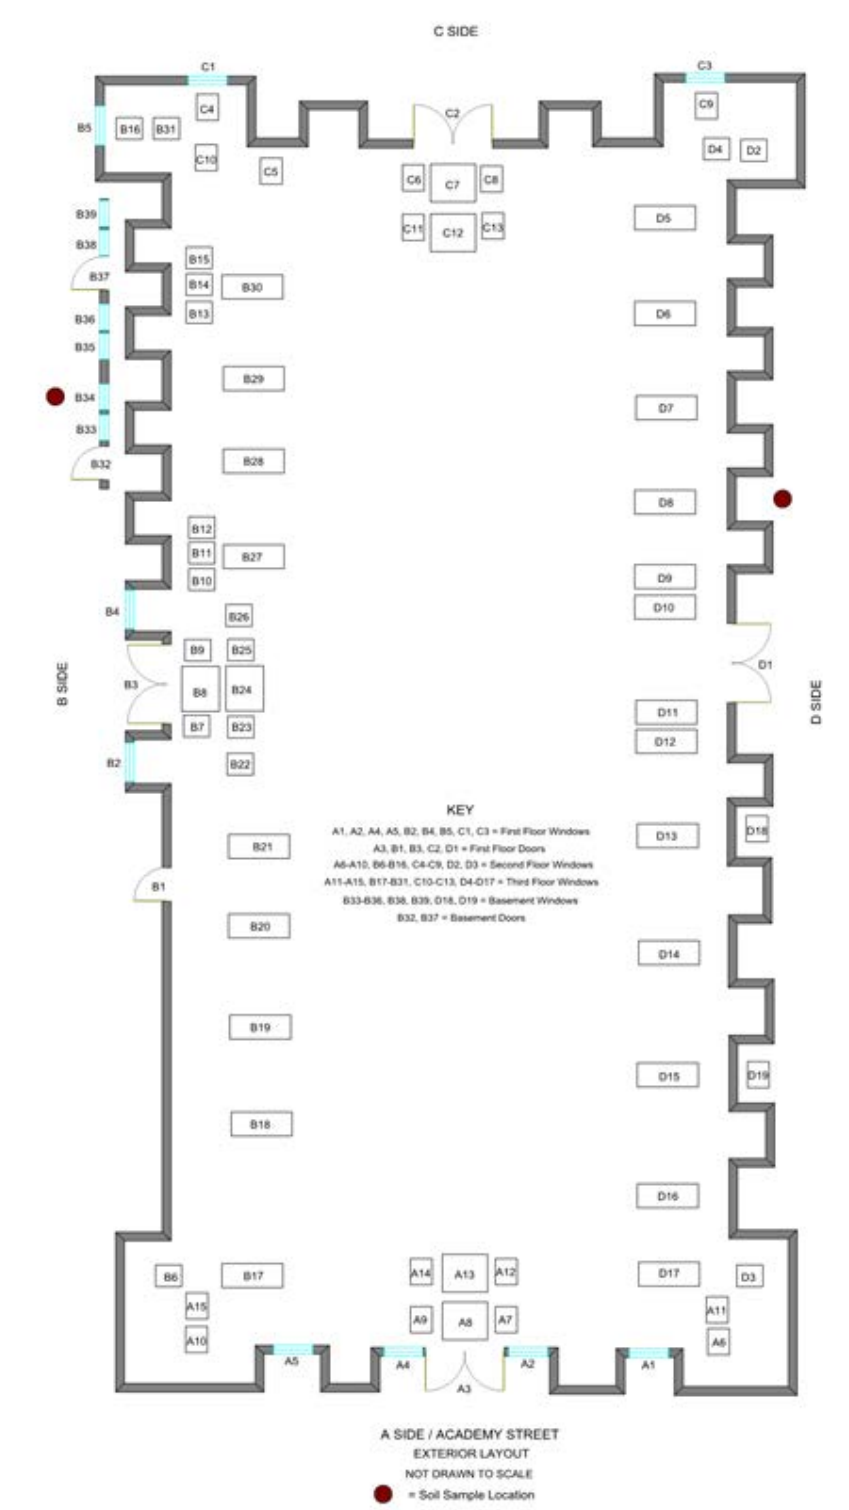 C SIDE
C1
C3
C2
C4
C9
B5
B16
B31
D4
D2
C10
C5
C6
C7
C8
B39
D5
C11
C12
C13
B38
B15
B37
B14
B30
B13
D6
B36
B35
B29
B34
D7
B33
B32
B28
D8
B12
B11
B27
B10
D9
B4
B26
D10
B9
B25
D1
B3
B8
B24
B SIDE
D SIDE
B7
B23
D11
B2
B22
D12
KEY
A1, A2, A4, A5, B2, B4, B5, C1, C3 = First Floor Windows
A3, B1, B3, C2, D1 = First Floor Doors
A6-A10, B6-B16, C4-C9, D2, D3 = Second Floor Windows
A11-A15, B17-B31, C10-C13, D4-D17 = Third Floor Windows
B33-B36, B38, B39, D18, D19 = Basement Windows
B32, B37 = Basement Doors
B21
D13
D18
B1
B20
D14
B19
D15
D19
B18
D16
B6
B17
A14
A13
A12
D17
D3
A15
A11
A9
A8
A7
A10
A6
A5
A4
A2
A1
A3
A SIDE / ACADEMY STREET
EXTERIOR LAYOUT
NOT DRAWN TO SCALE
= Soil Sample Location